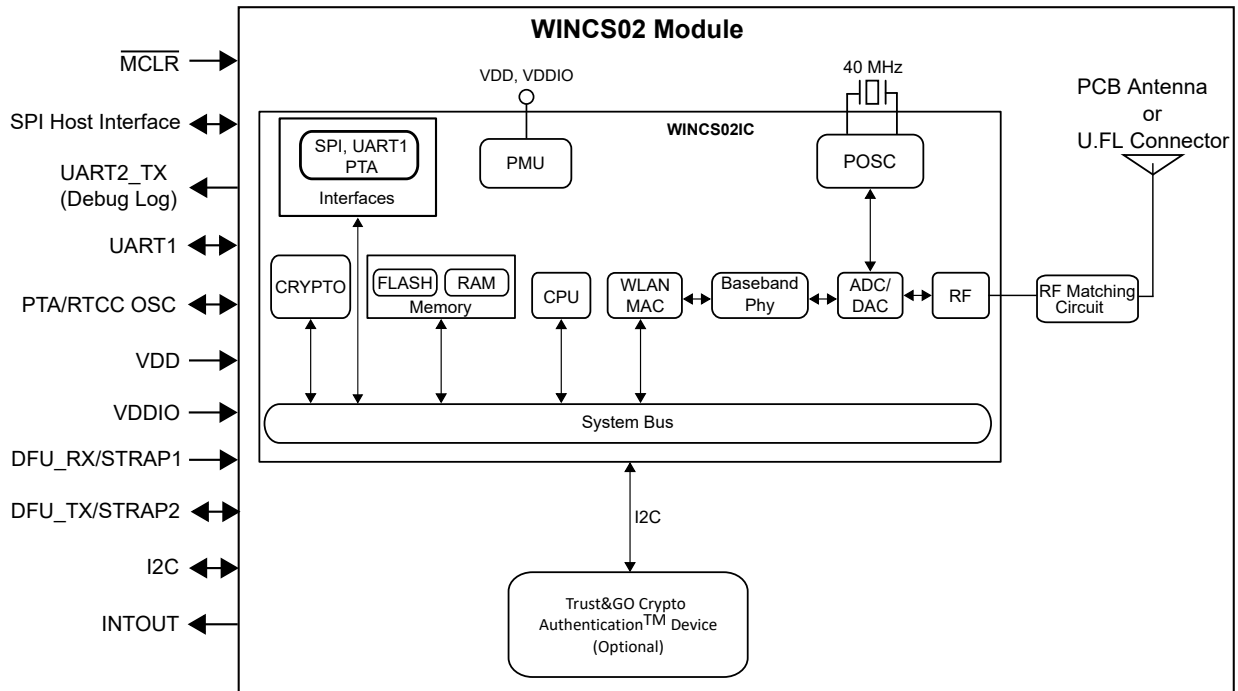 WINCS02 Module
MCLR
SPI Host Interface
UART2_TX
(Debug Log)
UART1
PTA/RTCC OSC
VDD
VDDIO
DFU_RX/STRAP1
DFU_TX/STRAP2
I2C
INTOUT
VDD, VDDIO
40 MHz
PCB Antenna
or
U.FL Connector
WINCS02IC
SPI, UART1
PTA
Interfaces
PMU
POSC
CRYPTO
FLASH
RAM
Memory
CPU
WLAN
MAC
Baseband
Phy
ADC/
DAC
RF
RF Matching
Circuit
System Bus
I2C
Trust&GO Crypto
Authentication™ Device
(Optional)